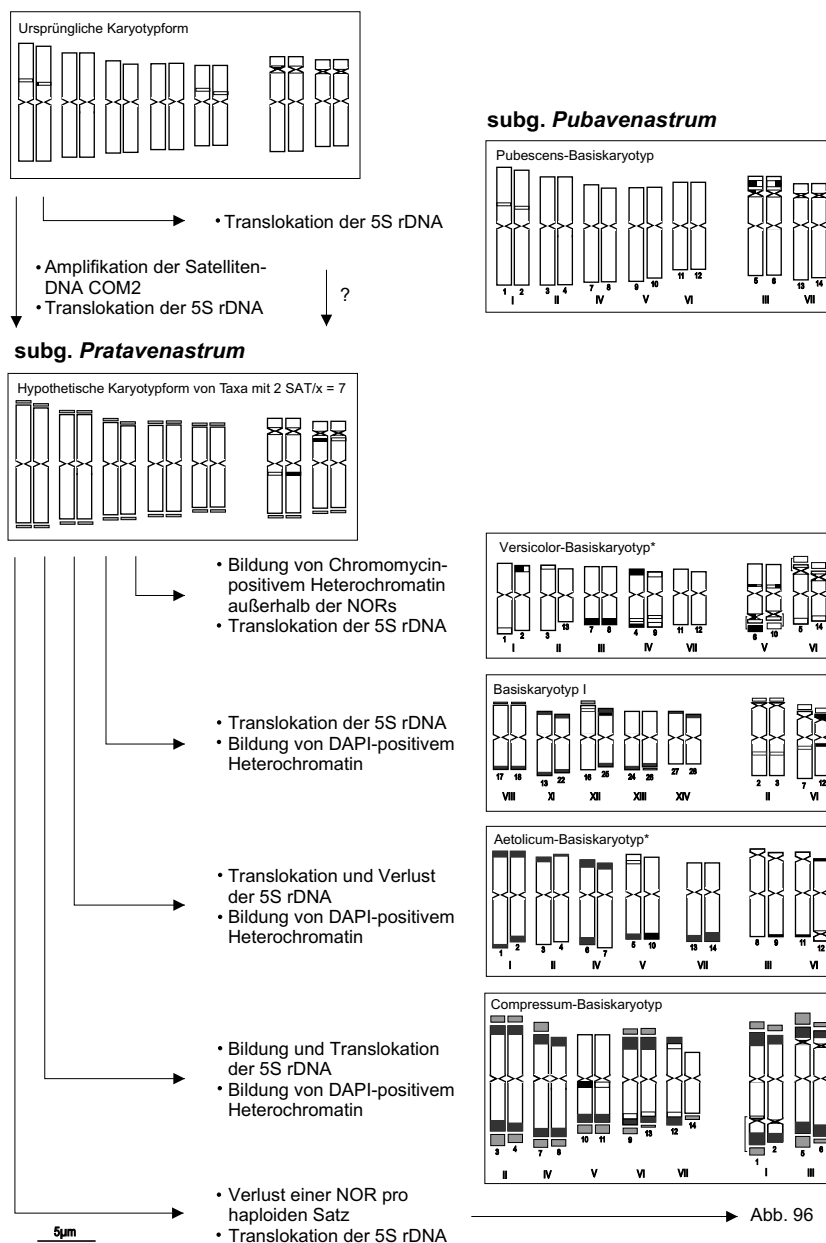 Ursprüngliche Karyotypform
• Translokation der 5S rDNA
• Amplifikation der Satelliten-
DNA COM2
• Translokation der 5S rDNA
?
subg. Pubavenastrum
Pubescens-Basiskaryotyp
1 2 3 4 7 8 9 10 11 12 5 6 13 14
I II IV V VI III VII
subg. Pratavenastrum
Hypothetische Karyotypform von Taxa mit 2 SAT/x = 7
• Bildung von Chromomycin-
positivem Heterochromatin
außerhalb der NORs
• Translokation der 5S rDNA
Versicolor-Basiskaryotyp*
1 2 3 13 7 8 4 9 11 12 6 10 5 14
I II III IV VII V VI
• Translokation der 5S rDNA
• Bildung von DAPI-positivem
Heterochromatin
Basiskaryotyp I
17 18 13 22 16 25 24 26 27 28 2 3 7 12
VIII XI XII XIII XIV II VI
• Translokation und Verlust
der 5S rDNA
• Bildung von DAPI-positivem
Heterochromatin
Aetolicum-Basiskaryotyp*
1 2 3 4 6 7 5 10 13 14 8 9 11 12
I II IV V VII III VI
• Bildung und Translokation
der 5S rDNA
• Bildung von DAPI-positivem
Heterochromatin
Compressum-Basiskaryotyp
3 4 7 8 10 11 9 13 12 14 1 2 5 6
II IV V VI VII I III
• Verlust einer NOR pro
haploiden Satz
• Translokation der 5S rDNA
Abb. 96
5µm